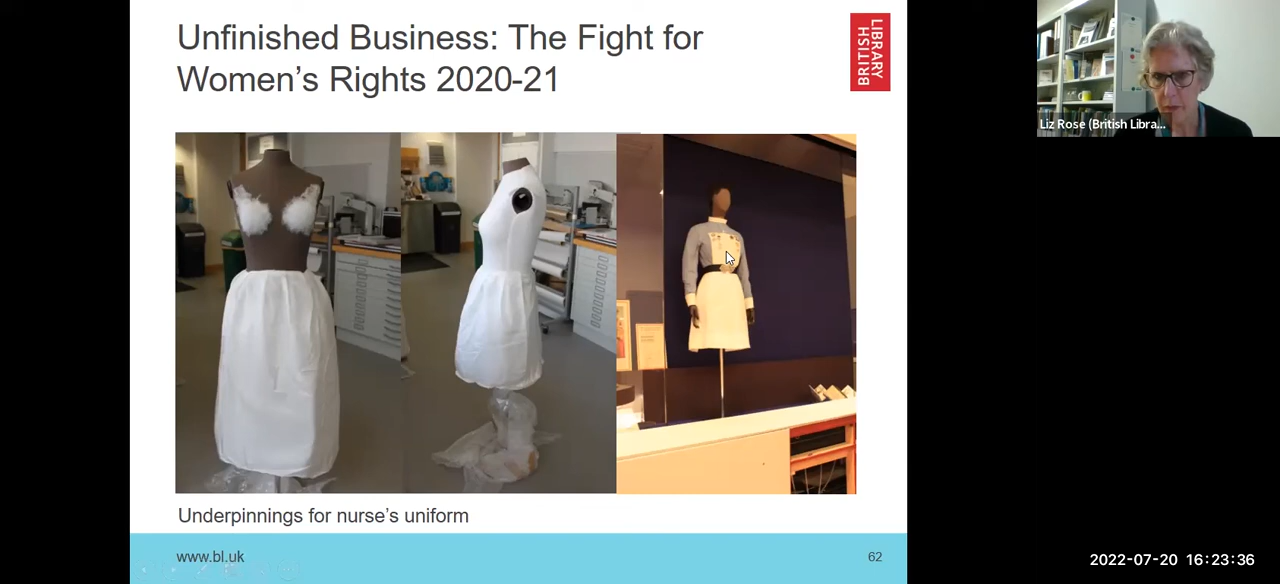 Unfinished Business: The Fight for
Women's Rights 2020-21
BRITISH
LIBRARY
Liz Rose (British Libra...
Underpinnings for nurse's uniform
www.bl.uk
62
2022-07-20 16:23:36